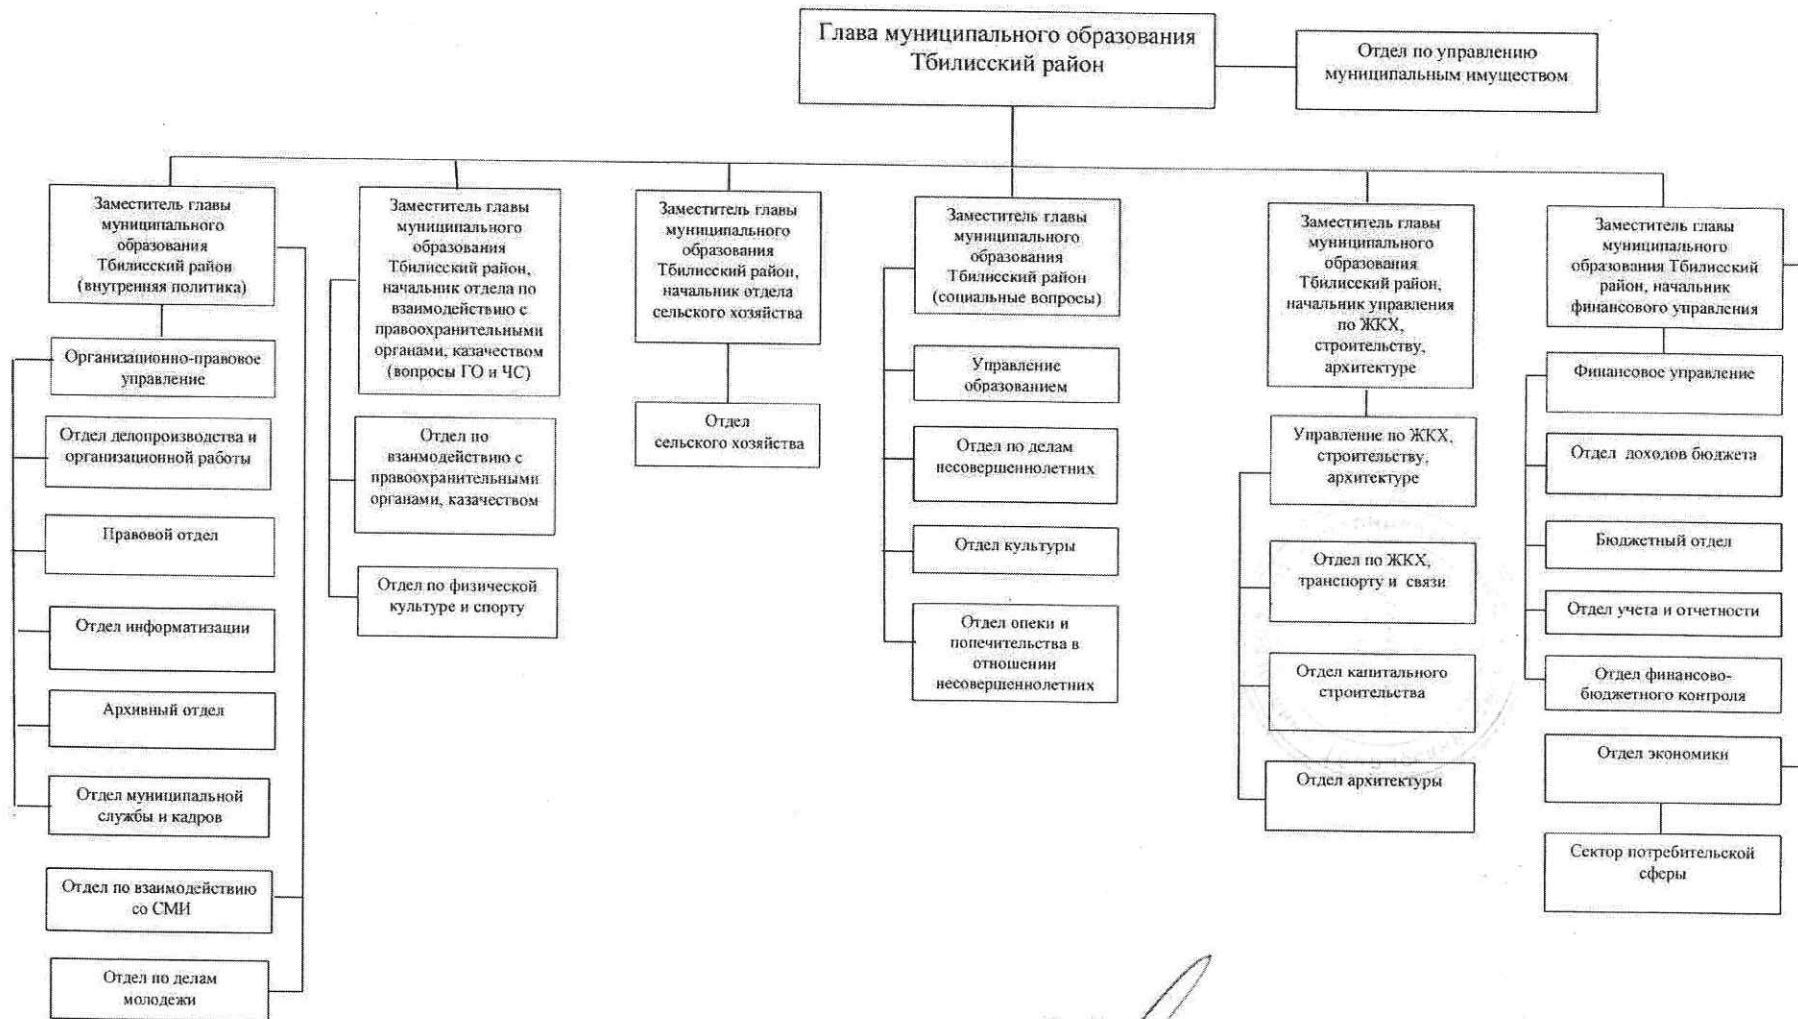 Глава муниципального образования
Тбилисский район
Отдел по управлению
муниципальным имуществом
Заместитель главы
муниципального
образования
Тбилисский район
(внутренняя политика)
Организационно-правовое
управление
Отдел делопроизводства и
организационной работы
Правовой отдел
Отдел информатизации
Архивный отдел
Отдел муниципальной
службы и кадров
Отдел по взаимодействию
со СМИ
Отдел по делам
молодежи
Заместитель главы
муниципального
образования
Тбилисский район,
начальник отдела по
взаимодействию с
правоохранительными
органами, казачеством
(вопросы ГО и ЧС)
Отдел по
взаимодействию с
правоохранительными
органами, казачеством
Отдел по физической
культуре и спорту
Заместитель главы
муниципального
образования
Тбилисский район,
начальник отдела
сельского хозяйства
Отдел
сельского хозяйства
Заместитель главы
муниципального
образования
Тбилисский район
(социальные вопросы)
Управление
образованием
Отдел по делам
несовершеннолетних
Отдел культуры
Отдел опеки и
попечительства в
отношении
несовершеннолетних
Заместитель главы
муниципального
образования
Тбилисский район,
начальник управления
по ЖКХ,
строительству,
архитектуре
Управление по ЖКХ,
строительству,
архитектуре
Отдел по ЖКХ,
транспорту и связи
Отдел капитального
строительства
Отдел архитектуры
Заместитель главы
муниципального
образования Тбилисский
район, начальник
финансового управления
Финансовое управление
Отдел доходов бюджета
Бюджетный отдел
Отдел учета и отчетности
Отдел финансово-
бюджетного контроля
Отдел экономики
Сектор потребительской
сферы